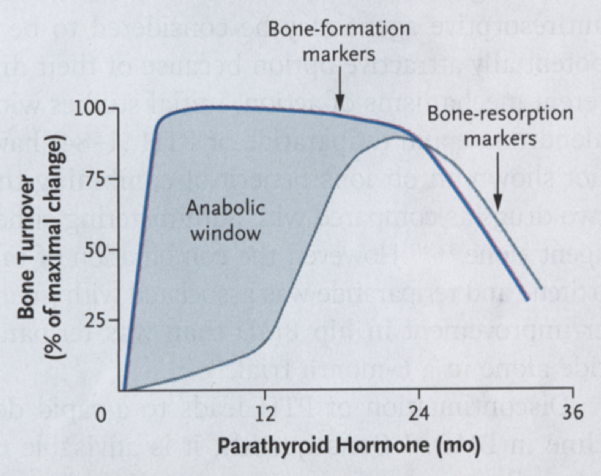 Bone-formation
markers
Bone-resorption
markers
100
75
50
25
0
Bone Turnover
(% of maximal change)
Anabolic
window
12
24
36
Parathyroid Hormone (mo)